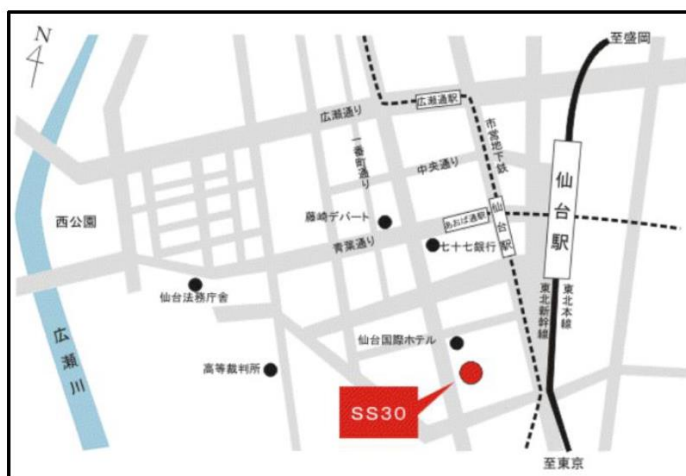 N
至盛岡
広瀬通り
広瀬通駅
市営地下鉄
一番町通り
中央通り
仙台駅
西公園
藤崎デパート
あおば通駅
仙台駅
青葉通り
七十七銀行
仙台法務庁舎
東北新幹線
東北本線
広瀬川
仙台国際ホテル
高等裁判所
SS30
至東京